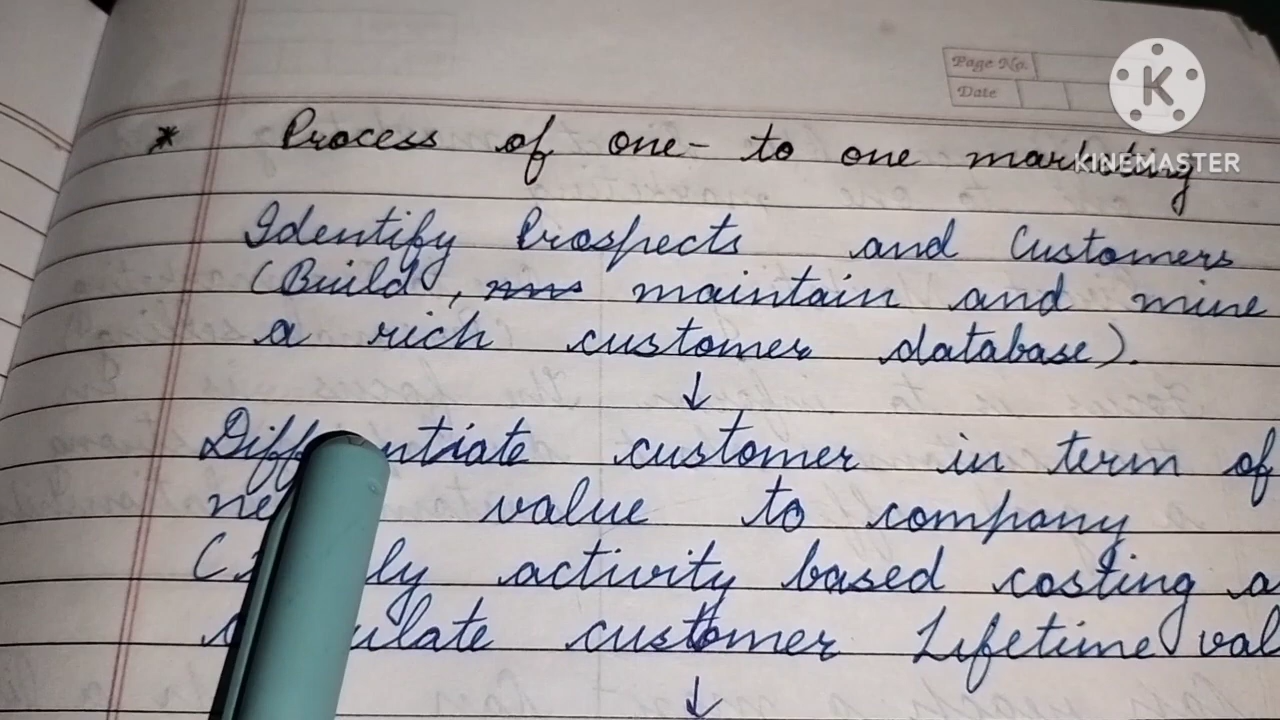 Page No.
Date
KINEMASTER
* Process of one- to one marketing
Identify Prospects and Customers
(Build, maintain and mine
a rich customer database).
↓
customer in term of
value to company
activity based costing
customer Lifetime
↓